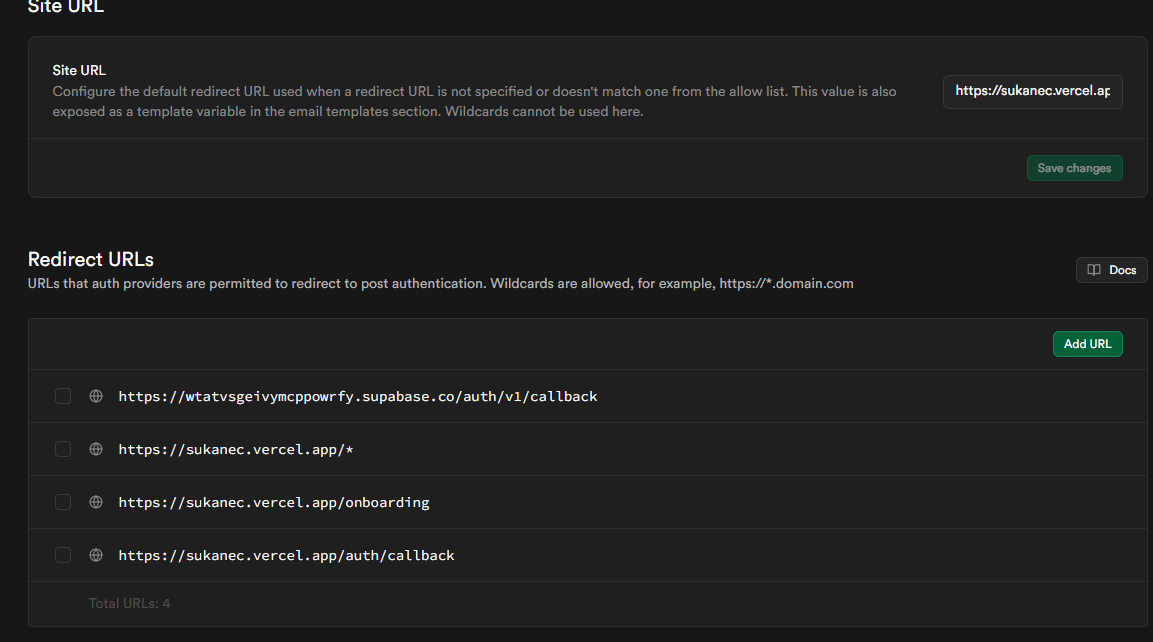 Site URL
Site URL
Configure the default redirect URL used when a redirect URL is not specified or doesn't match one from the allow list. This value is also
exposed as a template variable in the email templates section. Wildcards cannot be used here.
https://sukanec.vercel.ap
Save changes
Redirect URLs
URLs that auth providers are permitted to redirect to post authentication. Wildcards are allowed, for example, https://*.domain.com
Docs
Add URL
https://wtatvsgeivymcppowrfy.supabase.co/auth/v1/callback
https://sukanec.vercel.app/*
https://sukanec.vercel.app/onboarding
https://sukanec.vercel.app/auth/callback
Total URLs: 4